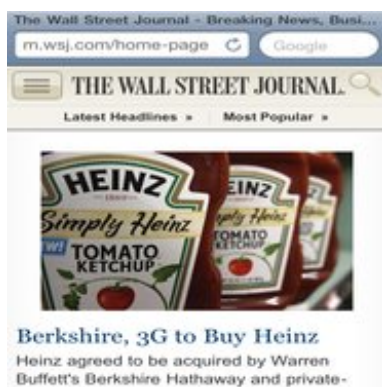 The Wall Street Journal - Breaking News, Busi...
m.wsj.com/home-page
Google
THE WALL STREET JOURNAL.
Latest Headlines »
Most Popular »
HEINZ
Simply Heinz
NEW!
TOMATO
KETCHUP
EINZ
mply Heinz
TOMATO
KETCHUP
Berkshire, 3G to Buy Heinz
Heinz agreed to be acquired by Warren
Buffett's Berkshire Hathaway and private-